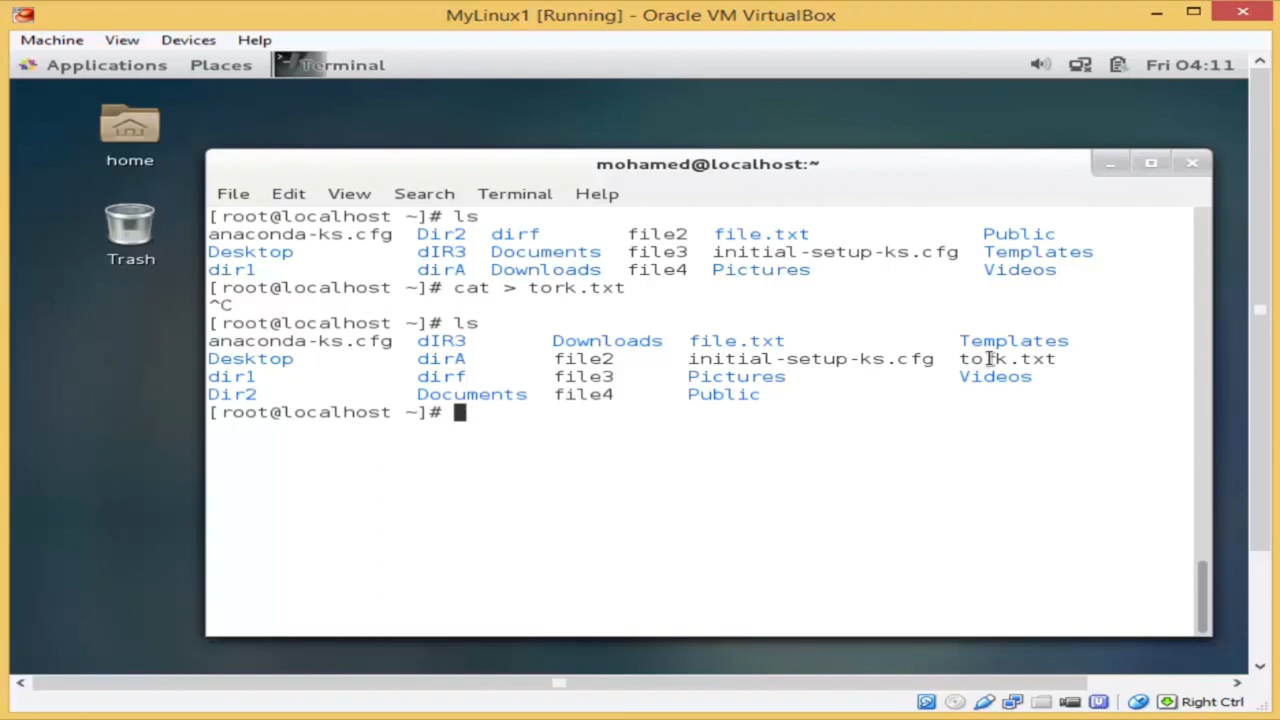 MyLinux1 [Running] - Oracle VM VirtualBox
Machine View Devices Help
Applications Places Terminal Fri 04:11
home
Trash
mohamed@localhost:~
File Edit View Search Terminal Help
[root@localhost ~]# ls
anaconda-ks.cfg Dir2 dirf file2 file.txt Public
Desktop dIR3 Documents file3 initial-setup-ks.cfg Templates
dir1 dirA Downloads file4 Pictures Videos
[root@localhost ~]# cat > tork.txt
^C
[root@localhost ~]# ls
anaconda-ks.cfg dIR3 Downloads file.txt Templates
Desktop dirA file2 initial-setup-ks.cfg tork.txt
dir1 dirf file3 Pictures Videos
Dir2 Documents file4 Public
[root@localhost ~]#
Right Ctrl